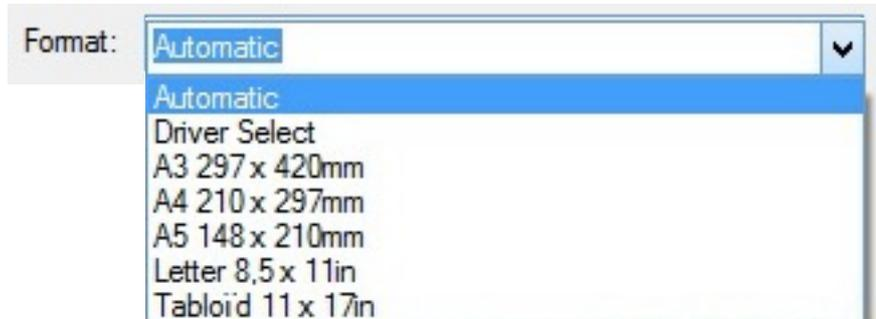 Format: Automatic
Automatic
Driver Select
A3 297 x 420mm
A4 210 x 297mm
A5 148 x 210mm
Letter 8,5 x 11in
Tabloïd 11 x 17in